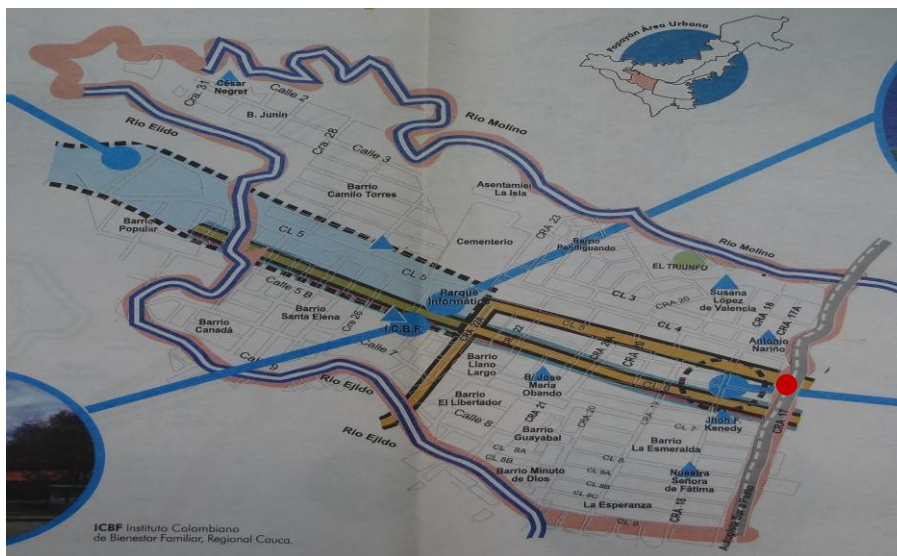 Popayán Área Urbana
César
Negret
Calle 2
Cra. 31
B. Junin
Río Ejido
Cra. 28
Calle 3
Río Molino
Barrio
Camilo Torres
Asentamien
La Isla
CRA 23
Cementerio
Barrio
Pandiguando
Río Molino
Barrio
Popular
CL 5
CL 5
EL TRIUNFO
Susana
López
de Valencia
CL 3
CRA 20
CRA 18
CRA 17A
Calle 5 B
Parque
Informático
I.C.B.F.
CL 5
CL 4
Antonio
Nariño
Barrio
Santa Elena
Cra 26
Barrio
Canadá
Calle 7
Barrio
Llano
Largo
B. Jose
María
Obando
CL 6
Jhon F.
Kenedy
CRA 17
Río Ejido
Barrio
El Libertador
CRA 21
CRA 20
CRA 19
CL 7
Calle 8
Barrio
Guayabal
Barrio
La Esmeralda
Río Ejido
CL 8A
CL 8
CL 8B
CL 8A
Barrio Minuto
de Dios
CL 8B
CL 8C
Nuestra
Señora
de Fátima
La Esperanza
CRA 18
CL 9
ICBF Instituto Colombiano
de Bienestar Familiar, Regional Cauca.